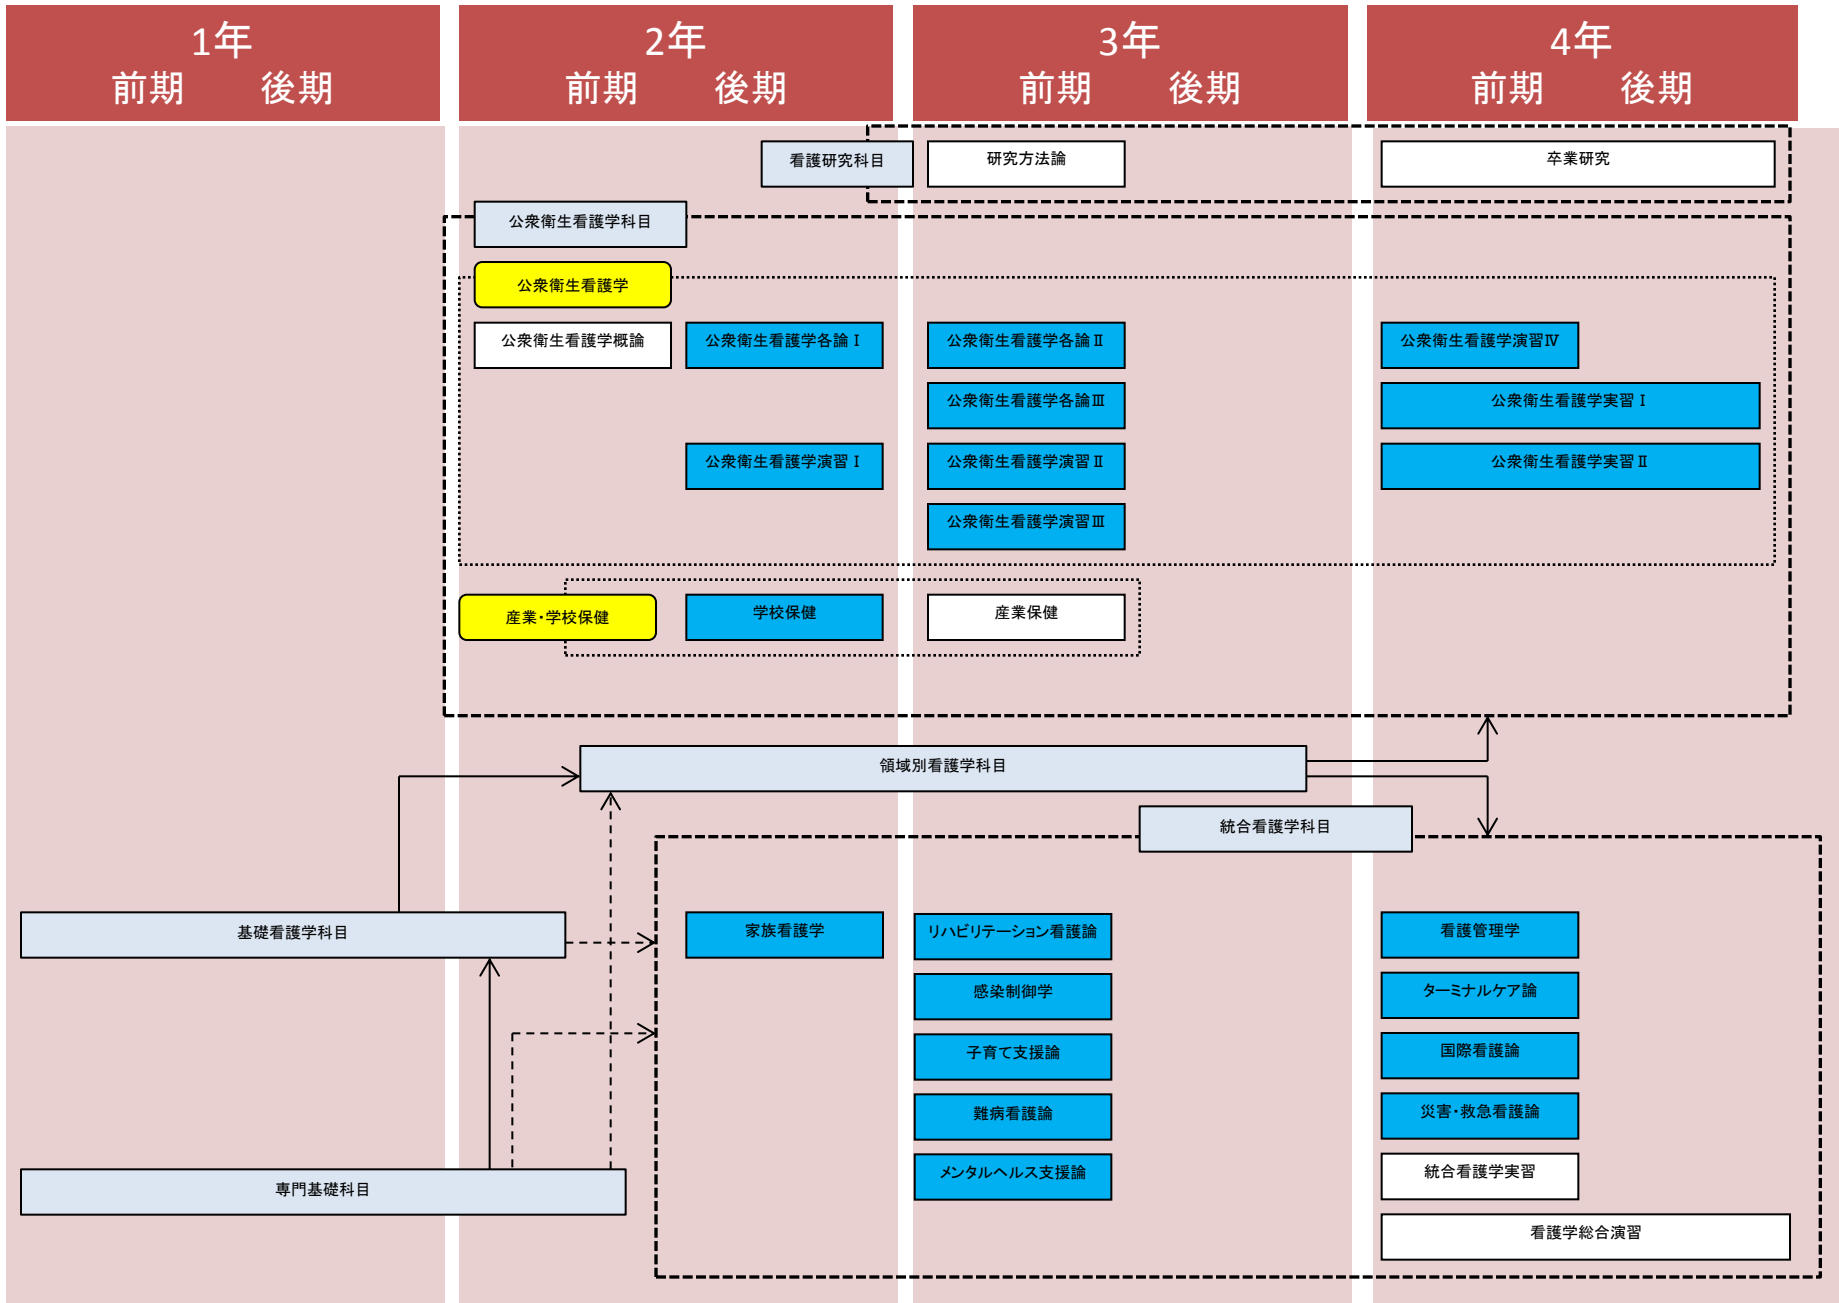 1年
前期 後期
2年
前期 後期
3年
前期 後期
4年
前期 後期
看護研究科目
研究方法論
卒業研究
公衆衛生看護学科目
公衆衛生看護学
公衆衛生看護学概論
公衆衛生看護学各論Ⅰ
公衆衛生看護学各論Ⅱ
公衆衛生看護学演習Ⅳ
公衆衛生看護学各論Ⅲ
公衆衛生看護学実習Ⅰ
公衆衛生看護学演習Ⅰ
公衆衛生看護学演習Ⅱ
公衆衛生看護学実習Ⅱ
公衆衛生看護学演習Ⅲ
産業・学校保健
学校保健
産業保健
領域別看護学科目
統合看護学科目
基礎看護学科目
家族看護学
リハビリテーション看護論
看護管理学
感染制御学
ターミナルケア論
子育て支援論
国際看護論
難病看護論
災害・救急看護論
専門基礎科目
メンタルヘルス支援論
統合看護学実習
看護学総合演習